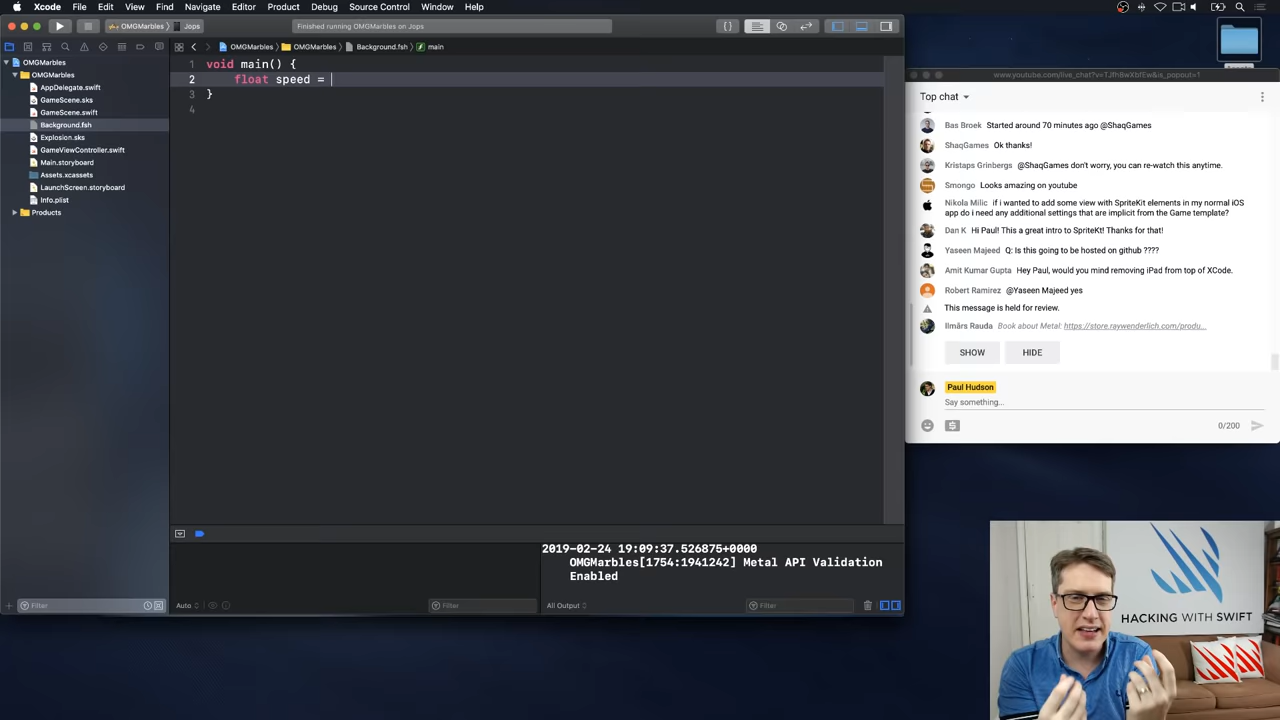 Xcode File Edit View Find Navigate Editor Product Debug Source Control Window Help
OMGMarbles Jops Finished running OMGMarbles on Jops
OMGMarbles OMGMarbles Background.fsh main
OMGMarbles
OMGMarbles
AppDelegate.swift
GameScene.sks
GameScene.swift
Background.fsh
Explosion.sks
GameViewController.swift
Main.storyboard
Assets.xcassets
LaunchScreen.storyboard
Info.plist
Products
1 void main() {
2 float speed =
3 }
4
Filter
Auto
Filter
2019-02-24 19:09:37.526875+0000
OMGMarbles[1754:1941242] Metal API Validation
Enabled
All Output
Filter
Top chat
Bas Broek Started around 70 minutes ago @ShaqGames
ShaqGames Ok thanks!
Kristaps Grinbergs @ShaqGames don't worry, you can re-watch this anytime.
Smongo Looks amazing on youtube
Nikola Milic if i wanted to add some view with SpriteKit elements in my normal iOS
app do i need any additional settings that are implicit from the Game template?
Dan K Hi Paul! This a great intro to SpriteKt! Thanks for that!
Yaseen Majeed Q: Is this going to be hosted on github ????
Amit Kumar Gupta Hey Paul, would you mind removing iPad from top of XCode.
Robert Ramirez @Yaseen Majeed yes
This message is held for review.
Ilmārs Rauda Book about Metal: https://store.raywenderlich.com/produ...
SHOW HIDE
Paul Hudson
Say something...
0/200
HACKING WITH SWIFT